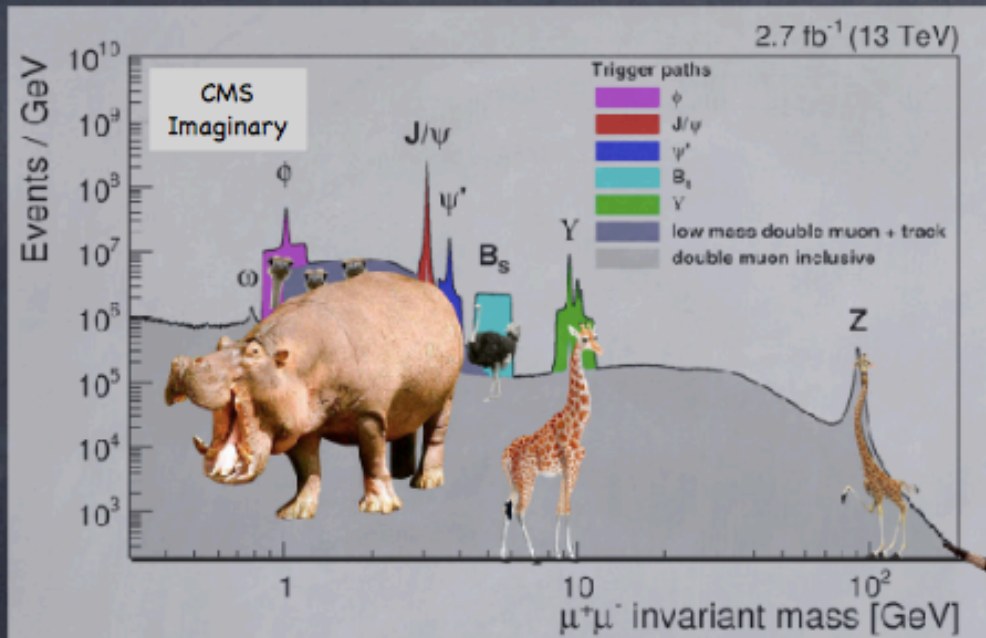 2.7 fb⁻¹ (13 TeV)
Events / GeV
10¹⁰
10⁹
10⁸
10⁷
10⁶
10⁵
10⁴
10³
CMS
Imaginary
Trigger paths
ϕ
J/ψ
ψ'
Bₛ
Υ
low mass double muon + track
double muon inclusive
ω
ϕ
J/ψ
ψ'
Bₛ
Υ
Z
1
10
10²
μ⁺μ⁻ invariant mass [GeV]